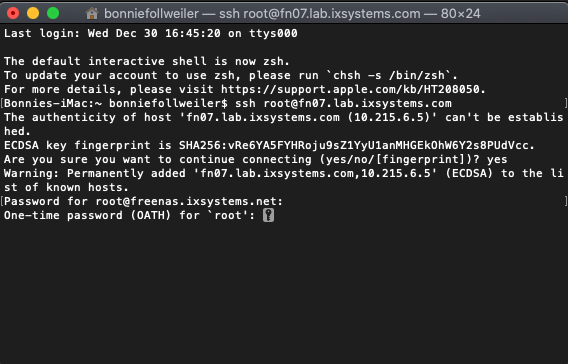 bonniefollweiler — ssh root@fn07.lab.ixsystems.com — 80×24
Last login: Wed Dec 30 16:45:20 on ttys000
The default interactive shell is now zsh.
To update your account to use zsh, please run `chsh -s /bin/zsh`.
For more details, please visit https://support.apple.com/kb/HT208050.
[Bonnies-iMac:~ bonniefollweiler$ ssh root@fn07.lab.ixsystems.com ]
The authenticity of host 'fn07.lab.ixsystems.com (10.215.6.5)' can't be establis
hed.
ECDSA key fingerprint is SHA256:vRe6YA5FYHRoju9sZ1YyU1anMHGEkOhW6Y2s8PUdVcc.
Are you sure you want to continue connecting (yes/no/[fingerprint])? yes
Warning: Permanently added 'fn07.lab.ixsystems.com,10.215.6.5' (ECDSA) to the li
st of known hosts.
[Password for root@freenas.ixsystems.net: ]
One-time password (OATH) for `root':